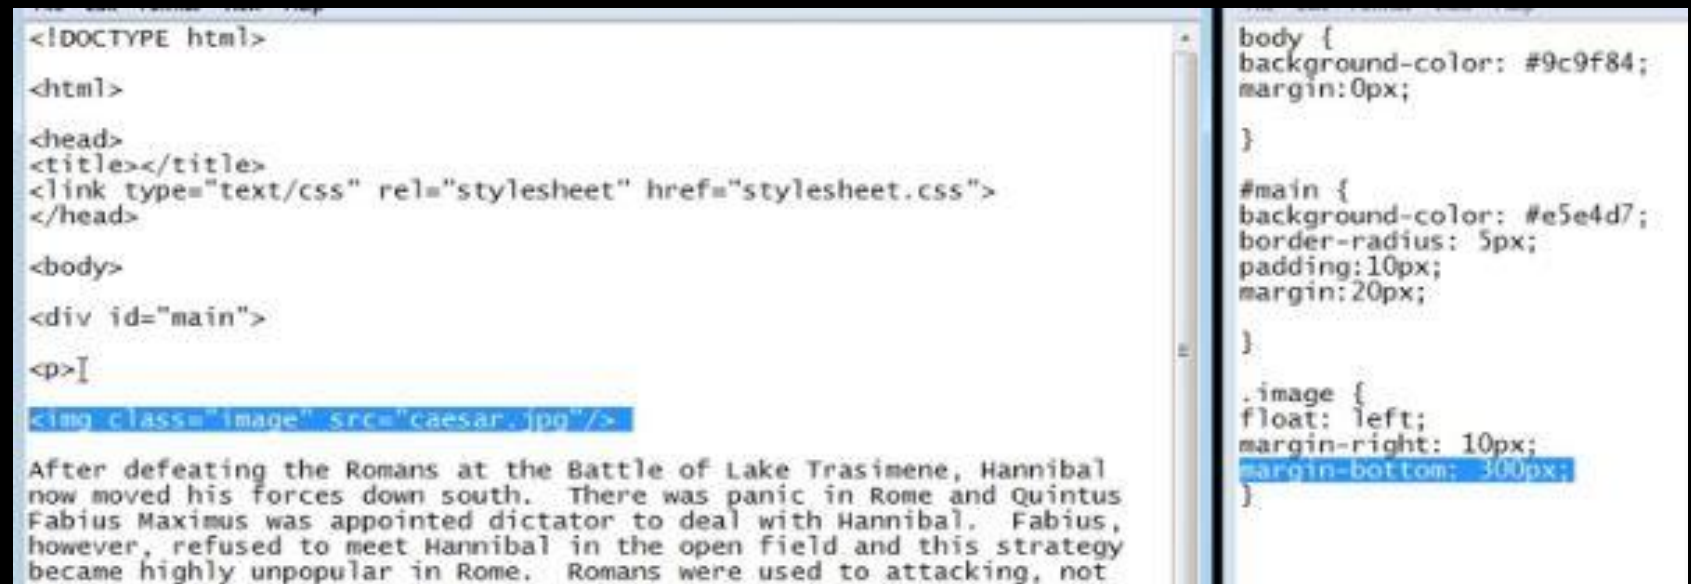 <!DOCTYPE html>
<html>
<head>
<title></title>
<link type="text/css" rel="stylesheet" href="stylesheet.css">
</head>
<body>
<div id="main">
<p>
<img class="image" src="caesar.jpg"/>
After defeating the Romans at the Battle of Lake Trasimene, Hannibal
now moved his forces down south.  There was panic in Rome and Quintus
Fabius Maximus was appointed dictator to deal with Hannibal.  Fabius,
however, refused to meet Hannibal in the open field and this strategy
became highly unpopular in Rome.  Romans were used to attacking, not
body {
background-color: #9c9f84;
margin:0px;
}
#main {
background-color: #e5e4d7;
border-radius: 5px;
padding:10px;
margin:20px;
}
.image {
float: left;
margin-right: 10px;
margin-bottom: 300px;
}